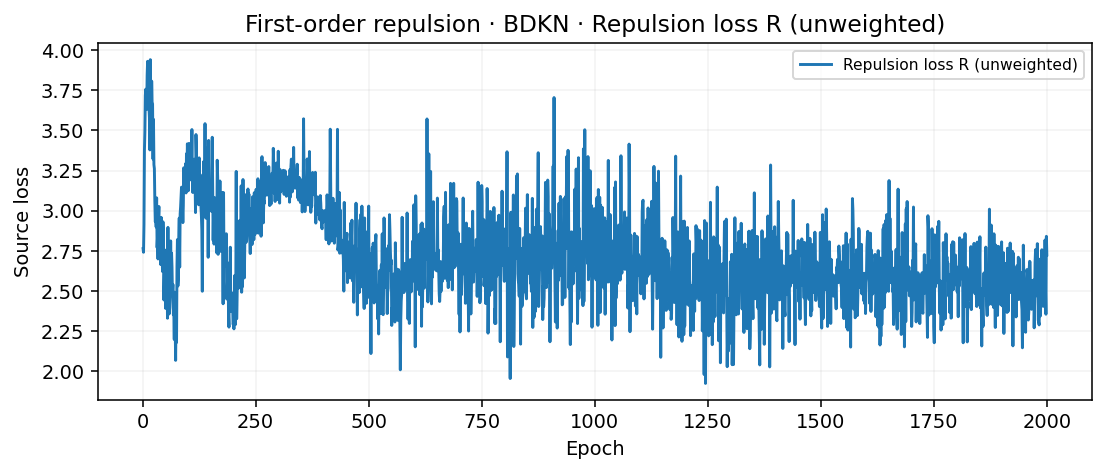 First-order repulsion · BDKN · Repulsion loss R (unweighted)
Repulsion loss R (unweighted)
Source loss
4.00
3.75
3.50
3.25
3.00
2.75
2.50
2.25
2.00
0 250 500 750 1000 1250 1500 1750 2000
Epoch